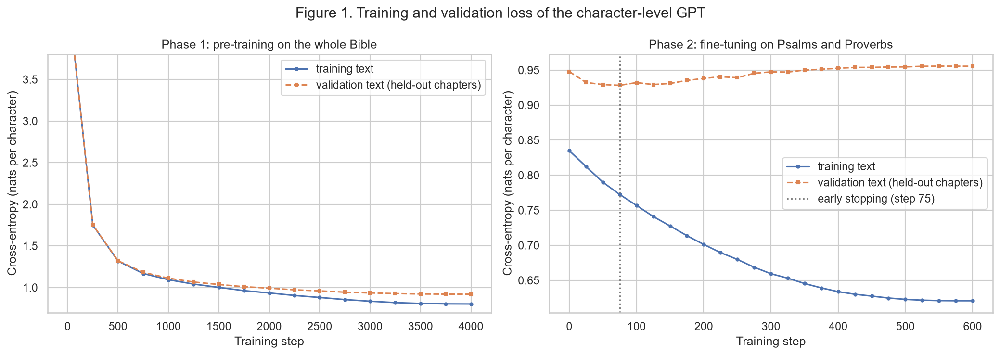 Figure 1. Training and validation loss of the character-level GPT
Phase 1: pre-training on the whole Bible
training text
validation text (held-out chapters)
Cross-entropy (nats per character)
3.5
3.0
2.5
2.0
1.5
1.0
0 500 1000 1500 2000 2500 3000 3500 4000
Training step
Phase 2: fine-tuning on Psalms and Proverbs
training text
validation text (held-out chapters)
early stopping (step 75)
Cross-entropy (nats per character)
0.95
0.90
0.85
0.80
0.75
0.70
0.65
0 100 200 300 400 500 600
Training step